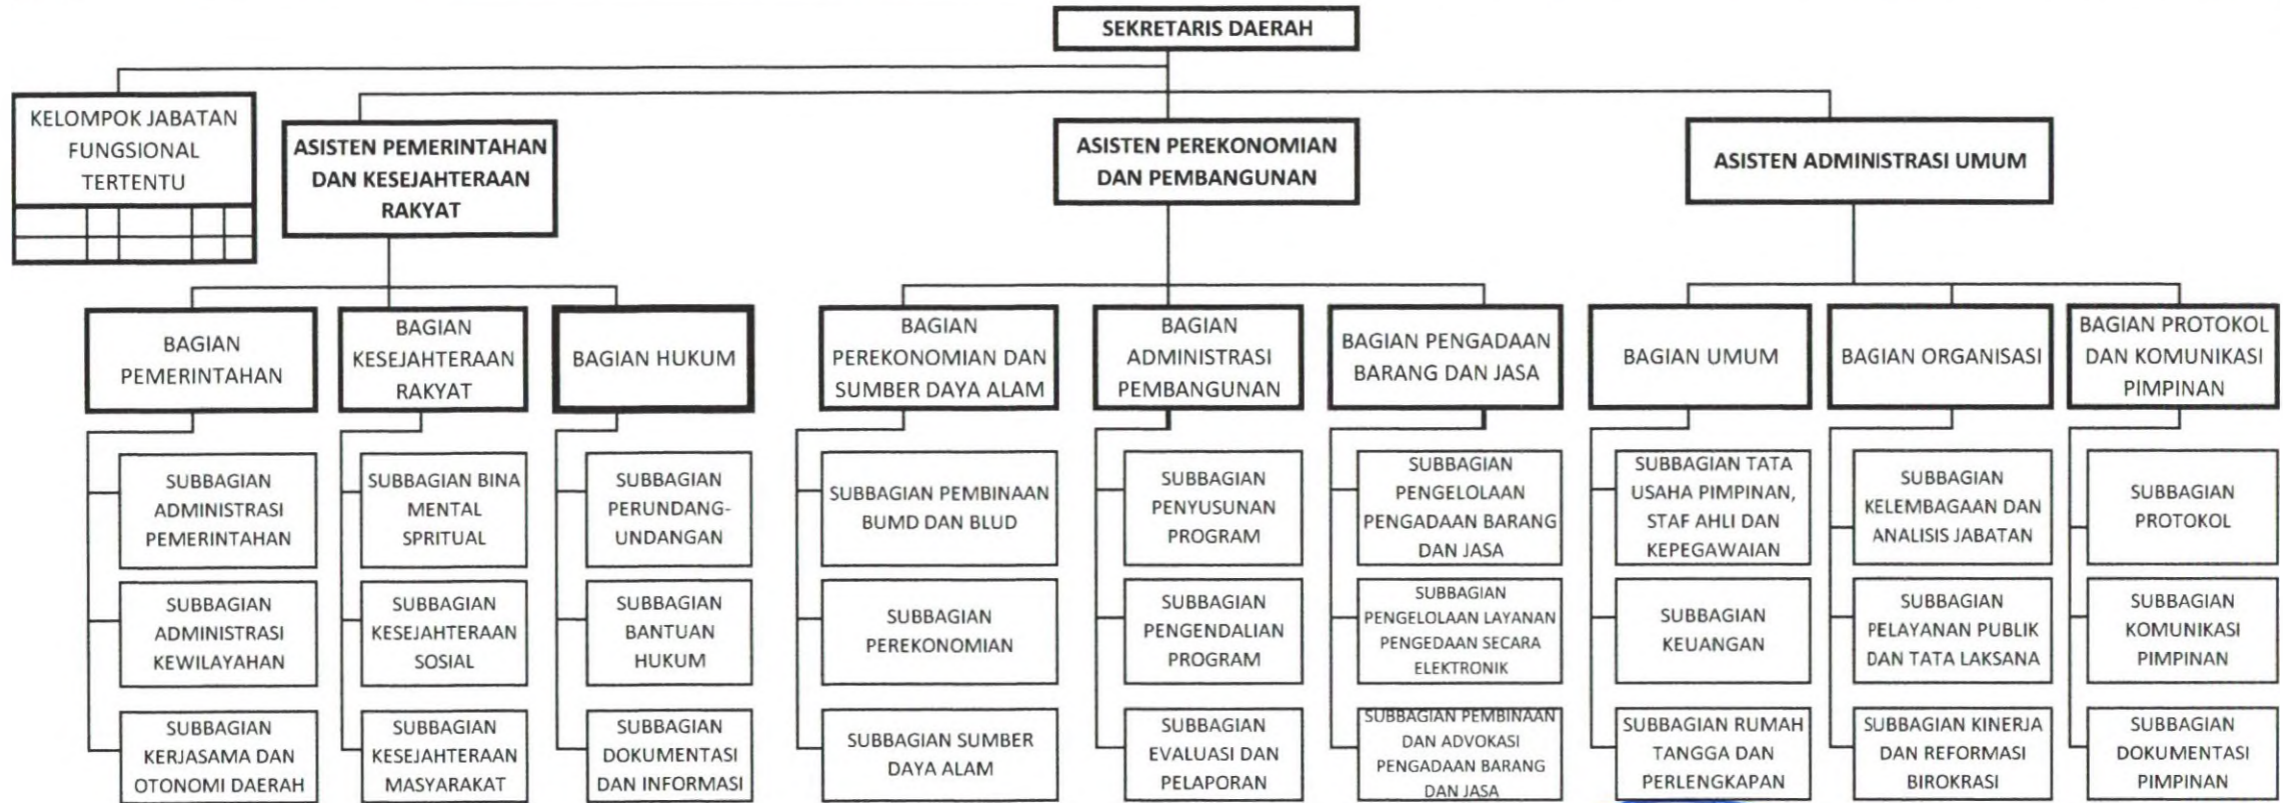 SEKRETARIS DAERAH
KELOMPOK JABATAN
FUNGSIONAL
TERTENTU
ASISTEN PEMERINTAHAN
DAN KESEJAHTERAAN
RAKYAT
ASISTEN PEREKONOMIAN
DAN PEMBANGUNAN
ASISTEN ADMINISTRASI UMUM
BAGIAN
PEMERINTAHAN
BAGIAN
KESEJAHTERAAN
RAKYAT
BAGIAN HUKUM
BAGIAN
PEREKONOMIAN DAN
SUMBER DAYA ALAM
BAGIAN
ADMINISTRASI
PEMBANGUNAN
BAGIAN PENGADAAN
BARANG DAN JASA
BAGIAN UMUM
BAGIAN ORGANISASI
BAGIAN PROTOKOL
DAN KOMUNIKASI
PIMPINAN
SUBBAGIAN
ADMINISTRASI
PEMERINTAHAN
SUBBAGIAN BINA
MENTAL
SPRITUAL
SUBBAGIAN
PERUNDANG-
UNDANGAN
SUBBAGIAN PEMBINAAN
BUMD DAN BLUD
SUBBAGIAN
PENYUSUNAN
PROGRAM
SUBBAGIAN
PENGELOLAAN
PENGADAAN BARANG
DAN JASA
SUBBAGIAN TATA
USAHA PIMPINAN,
STAF AHLI DAN
KEPEGAWAIAN
SUBBAGIAN
KELEMBAGAAN DAN
ANALISIS JABATAN
SUBBAGIAN
PROTOKOL
SUBBAGIAN
ADMINISTRASI
KEWILAYAHAN
SUBBAGIAN
KESEJAHTERAAN
SOSIAL
SUBBAGIAN
BANTUAN
HUKUM
SUBBAGIAN
PEREKONOMIAN
SUBBAGIAN
PENGENDALIAN
PROGRAM
SUBBAGIAN
PENGELOLAAN LAYANAN
PENGEDAAN SECARA
ELEKTRONIK
SUBBAGIAN
KEUANGAN
SUBBAGIAN
PELAYANAN PUBLIK
DAN TATA LAKSANA
SUBBAGIAN
KOMUNIKASI
PIMPINAN
SUBBAGIAN
KERJASAMA DAN
OTONOMI DAERAH
SUBBAGIAN
KESEJAHTERAAN
MASYARAKAT
SUBBAGIAN
DOKUMENTASI
DAN INFORMASI
SUBBAGIAN SUMBER
DAYA ALAM
SUBBAGIAN
EVALUASI DAN
PELAPORAN
SUBBAGIAN PEMBINAAN
DAN ADVOKASI
PENGADAAN BARANG
DAN JASA
SUBBAGIAN RUMAH
TANGGA DAN
PERLENGKAPAN
SUBBAGIAN KINERJA
DAN REFORMASI
BIROKRASI
SUBBAGIAN
DOKUMENTASI
PIMPINAN